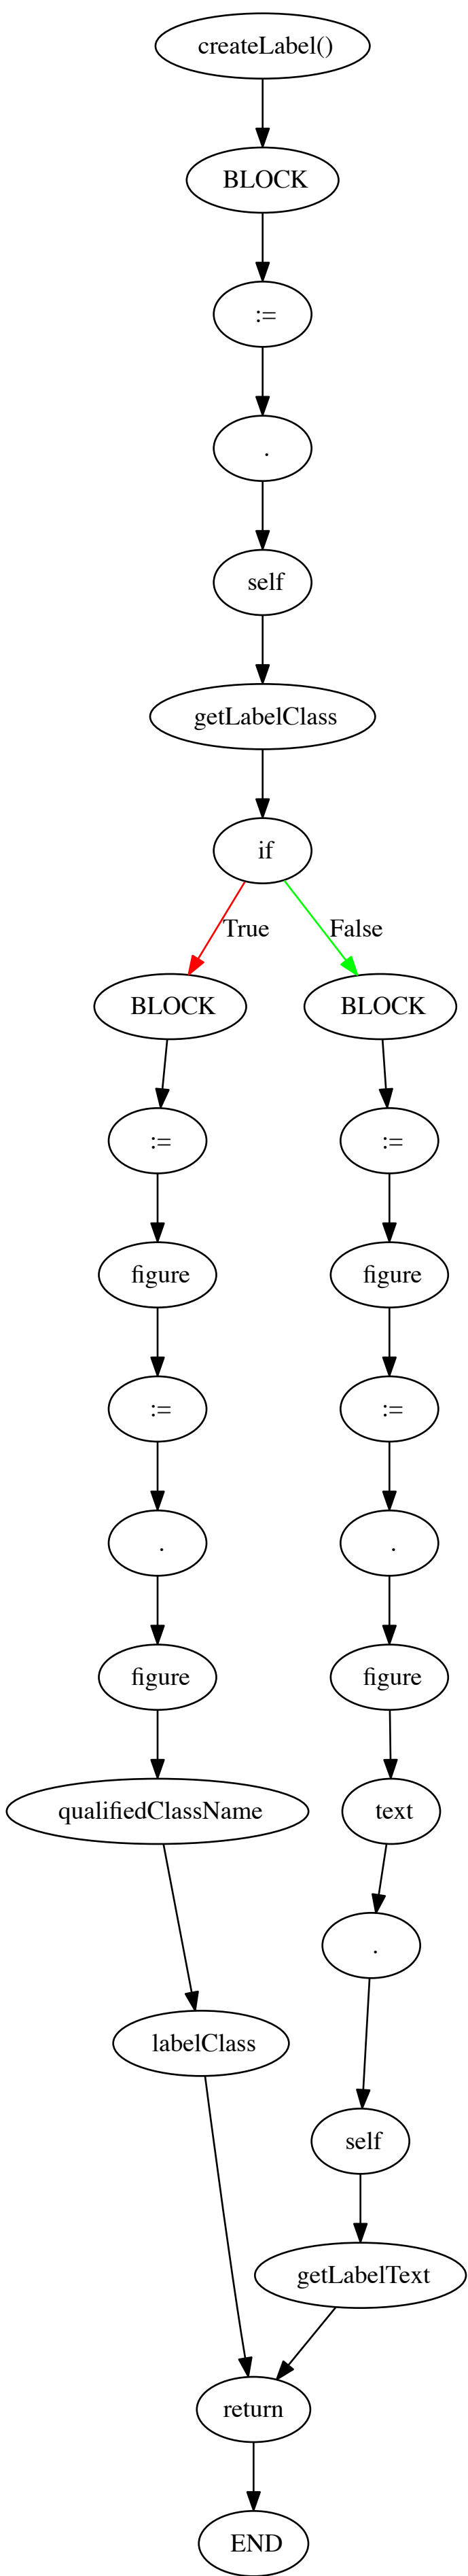 createLabel()
BLOCK
:=
.
self
getLabelClass
if
True
False
BLOCK
BLOCK
:=
:=
figure
figure
:=
:=
.
.
figure
figure
qualifiedClassName
text
.
labelClass
self
getLabelText
return
END